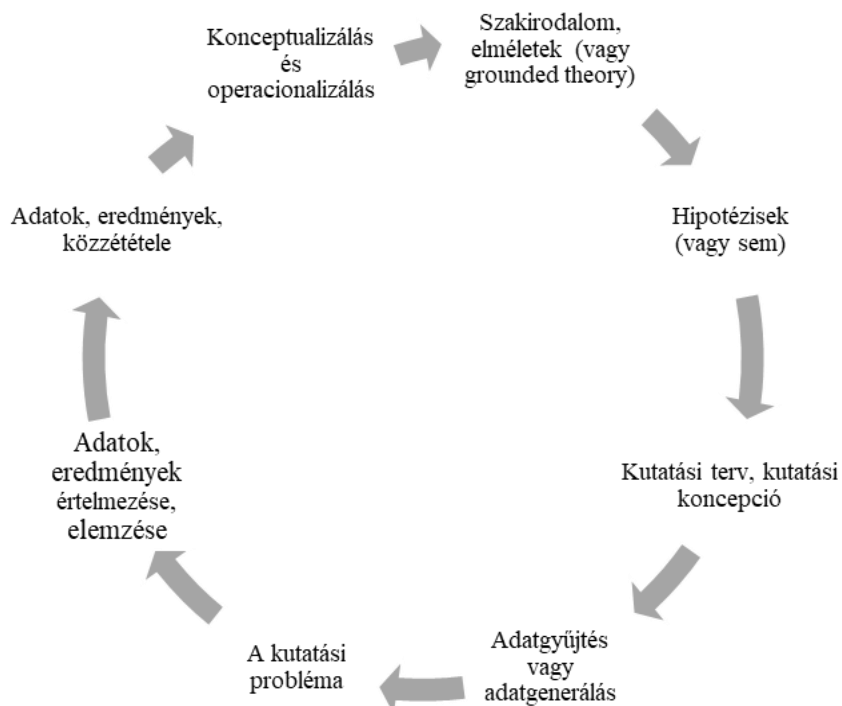 Konceptualizálás
és
operacionalizálás
Szakirodalom,
elméletek (vagy
grounded theory)
Hipotézisek
(vagy sem)
Kutatási terv, kutatási
koncepció
Adatgyűjtés
vagy
adatgenerálás
A kutatási
probléma
Adatok,
eredmények
értelmezése,
elemzése
Adatok, eredmények,
közzététele